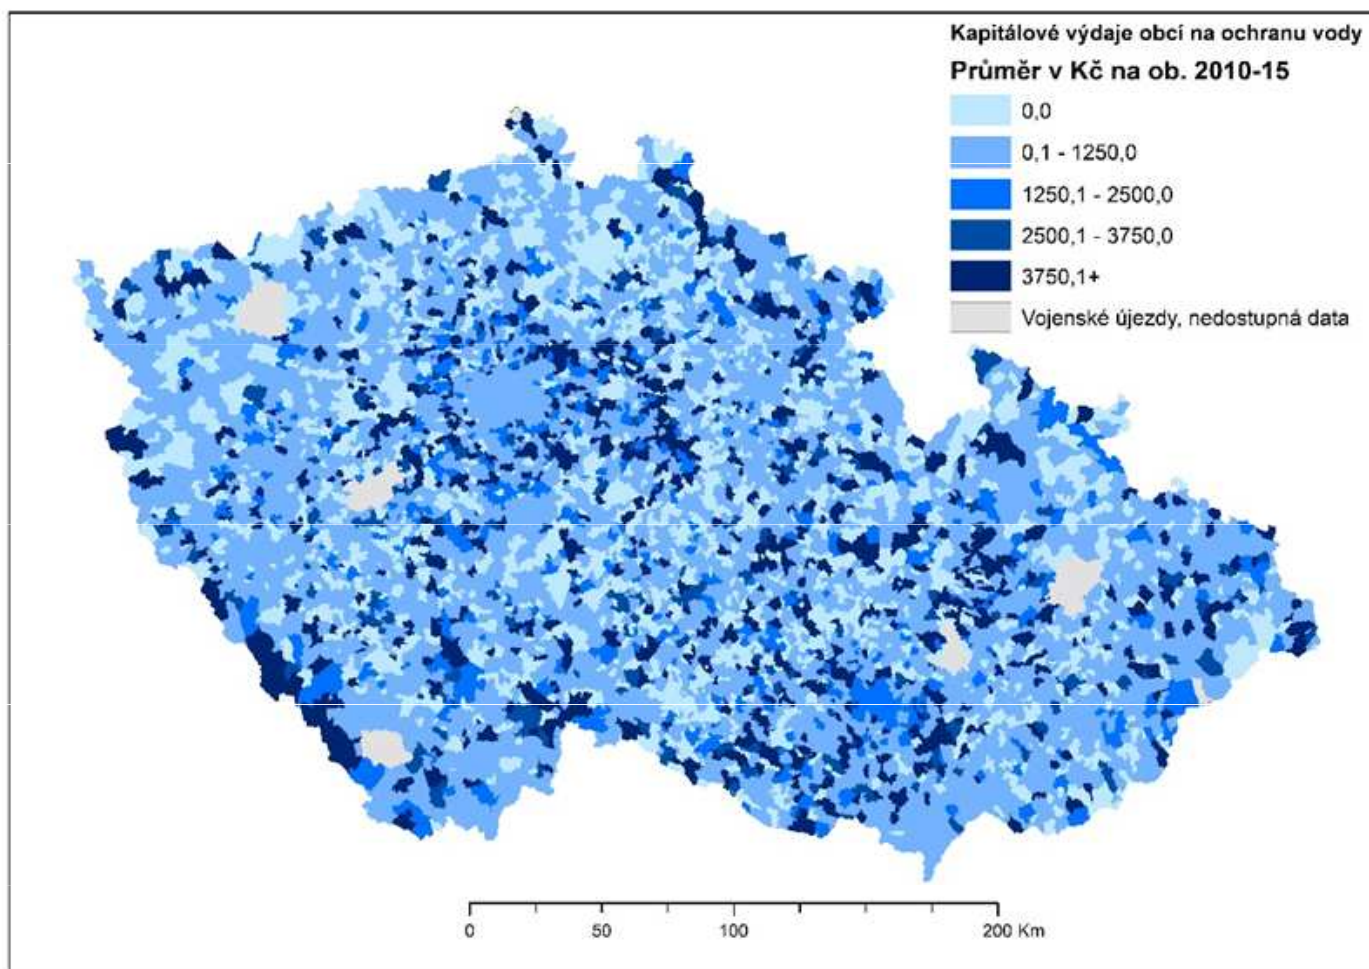 Kapitálové výdaje obcí na ochranu vody
Průměr v Kč na ob. 2010-15
0,0
0,1 - 1250,0
1250,1 - 2500,0
2500,1 - 3750,0
3750,1+
Vojenské újezdy, nedostupná data
0 50 100 200 Km